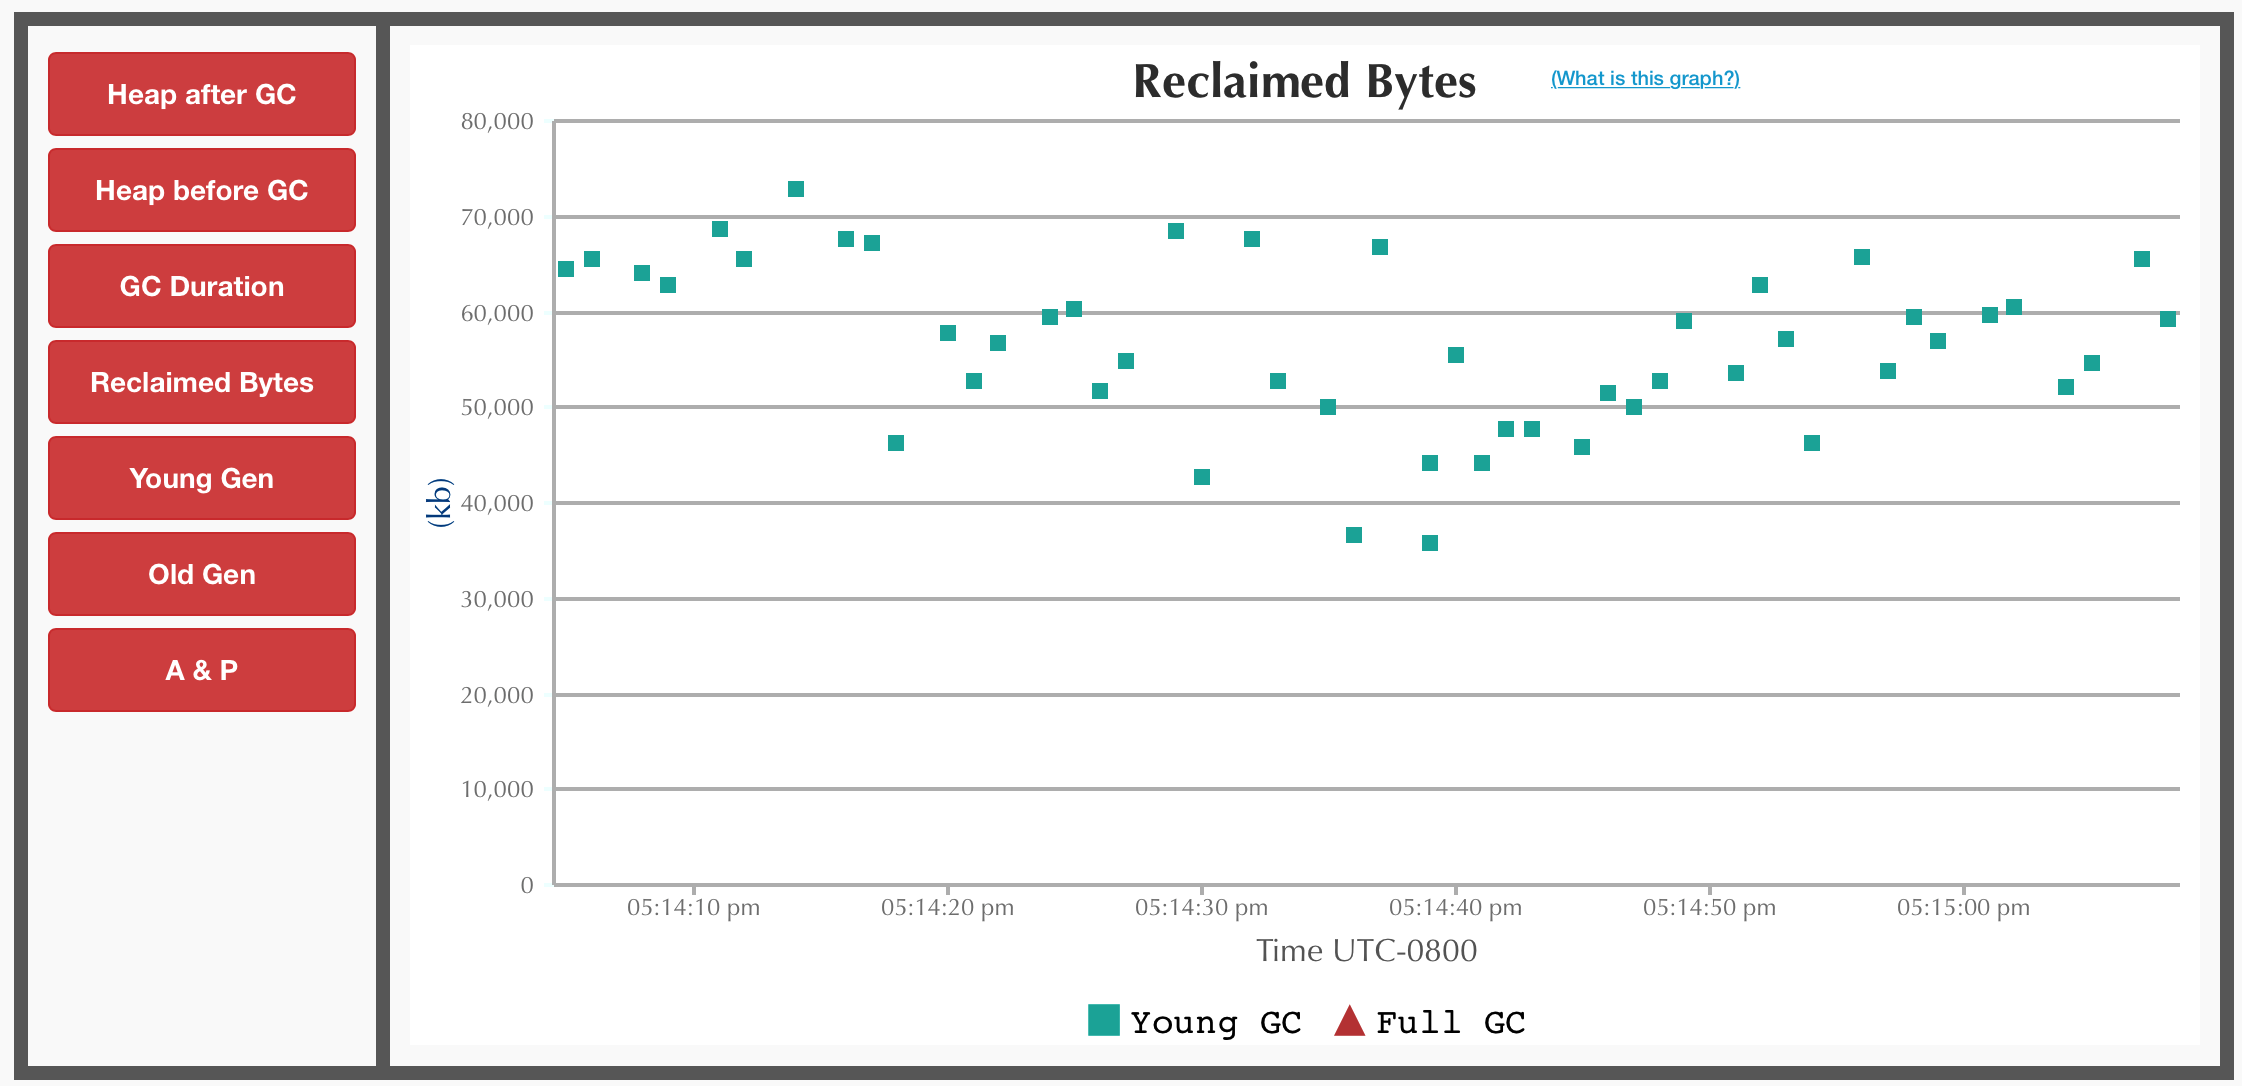 Heap after GC
Heap before GC
GC Duration
Reclaimed Bytes
Young Gen
Old Gen
A & P
Reclaimed Bytes
(What is this graph?)
80,000
70,000
60,000
50,000
40,000
30,000
20,000
10,000
0
(kb)
05:14:10 pm
05:14:20 pm
05:14:30 pm
05:14:40 pm
05:14:50 pm
05:15:00 pm
Time UTC-0800
Young GC
Full GC